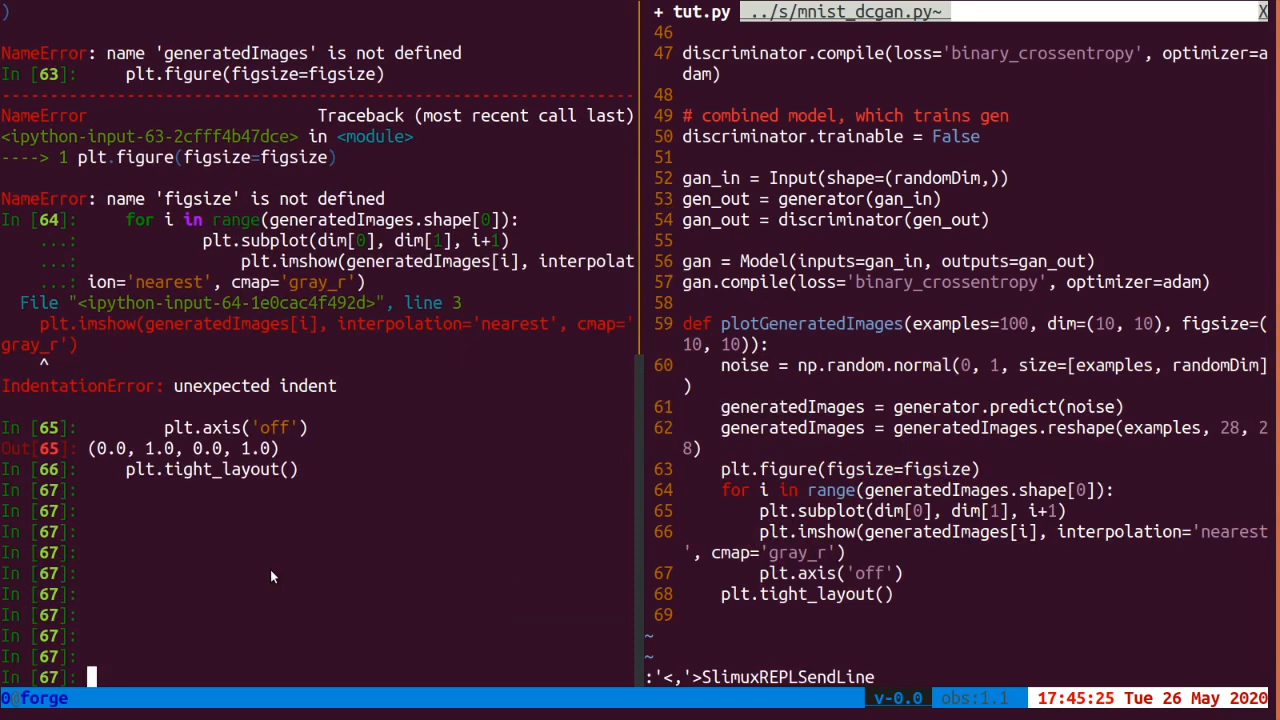 )
NameError: name 'generatedImages' is not defined
In [63]:     plt.figure(figsize=figsize)
---------------------------------------------------------------------------
NameError                                 Traceback (most recent call last)
<ipython-input-63-2cfff4b47dce> in <module>
----> 1 plt.figure(figsize=figsize)
NameError: name 'figsize' is not defined
In [64]:     for i in range(generatedImages.shape[0]):
    ...:             plt.subplot(dim[0], dim[1], i+1)
    ...:                 plt.imshow(generatedImages[i], interpolat
    ...: ion='nearest', cmap='gray_r')
  File "<ipython-input-64-1e0cac4f492d>", line 3
    plt.imshow(generatedImages[i], interpolation='nearest', cmap='
gray_r')
    ^
IndentationError: unexpected indent
In [65]:         plt.axis('off')
Out[65]: (0.0, 1.0, 0.0, 1.0)
In [66]:     plt.tight_layout()
In [67]:
In [67]:
In [67]:
In [67]:
In [67]:
In [67]:
In [67]:
In [67]:
In [67]:
In [67]:
0@forge
+ tut.py  ../s/mnist_dcgan.py~ X
46
47 discriminator.compile(loss='binary_crossentropy', optimizer=a
dam)
48
49 # combined model, which trains gen
50 discriminator.trainable = False
51
52 gan_in = Input(shape=(randomDim,))
53 gen_out = generator(gan_in)
54 gan_out = discriminator(gen_out)
55
56 gan = Model(inputs=gan_in, outputs=gan_out)
57 gan.compile(loss='binary_crossentropy', optimizer=adam)
58
59 def plotGeneratedImages(examples=100, dim=(10, 10), figsize=(
10, 10)):
60     noise = np.random.normal(0, 1, size=[examples, randomDim]
)
61     generatedImages = generator.predict(noise)
62     generatedImages = generatedImages.reshape(examples, 28, 2
8)
63     plt.figure(figsize=figsize)
64     for i in range(generatedImages.shape[0]):
65         plt.subplot(dim[0], dim[1], i+1)
66         plt.imshow(generatedImages[i], interpolation='nearest
', cmap='gray_r')
67         plt.axis('off')
68     plt.tight_layout()
69
~
~
:'<,'>SlimuxREPLSendLine
v-0.0  obs:1.1  17:45:25 Tue 26 May 2020